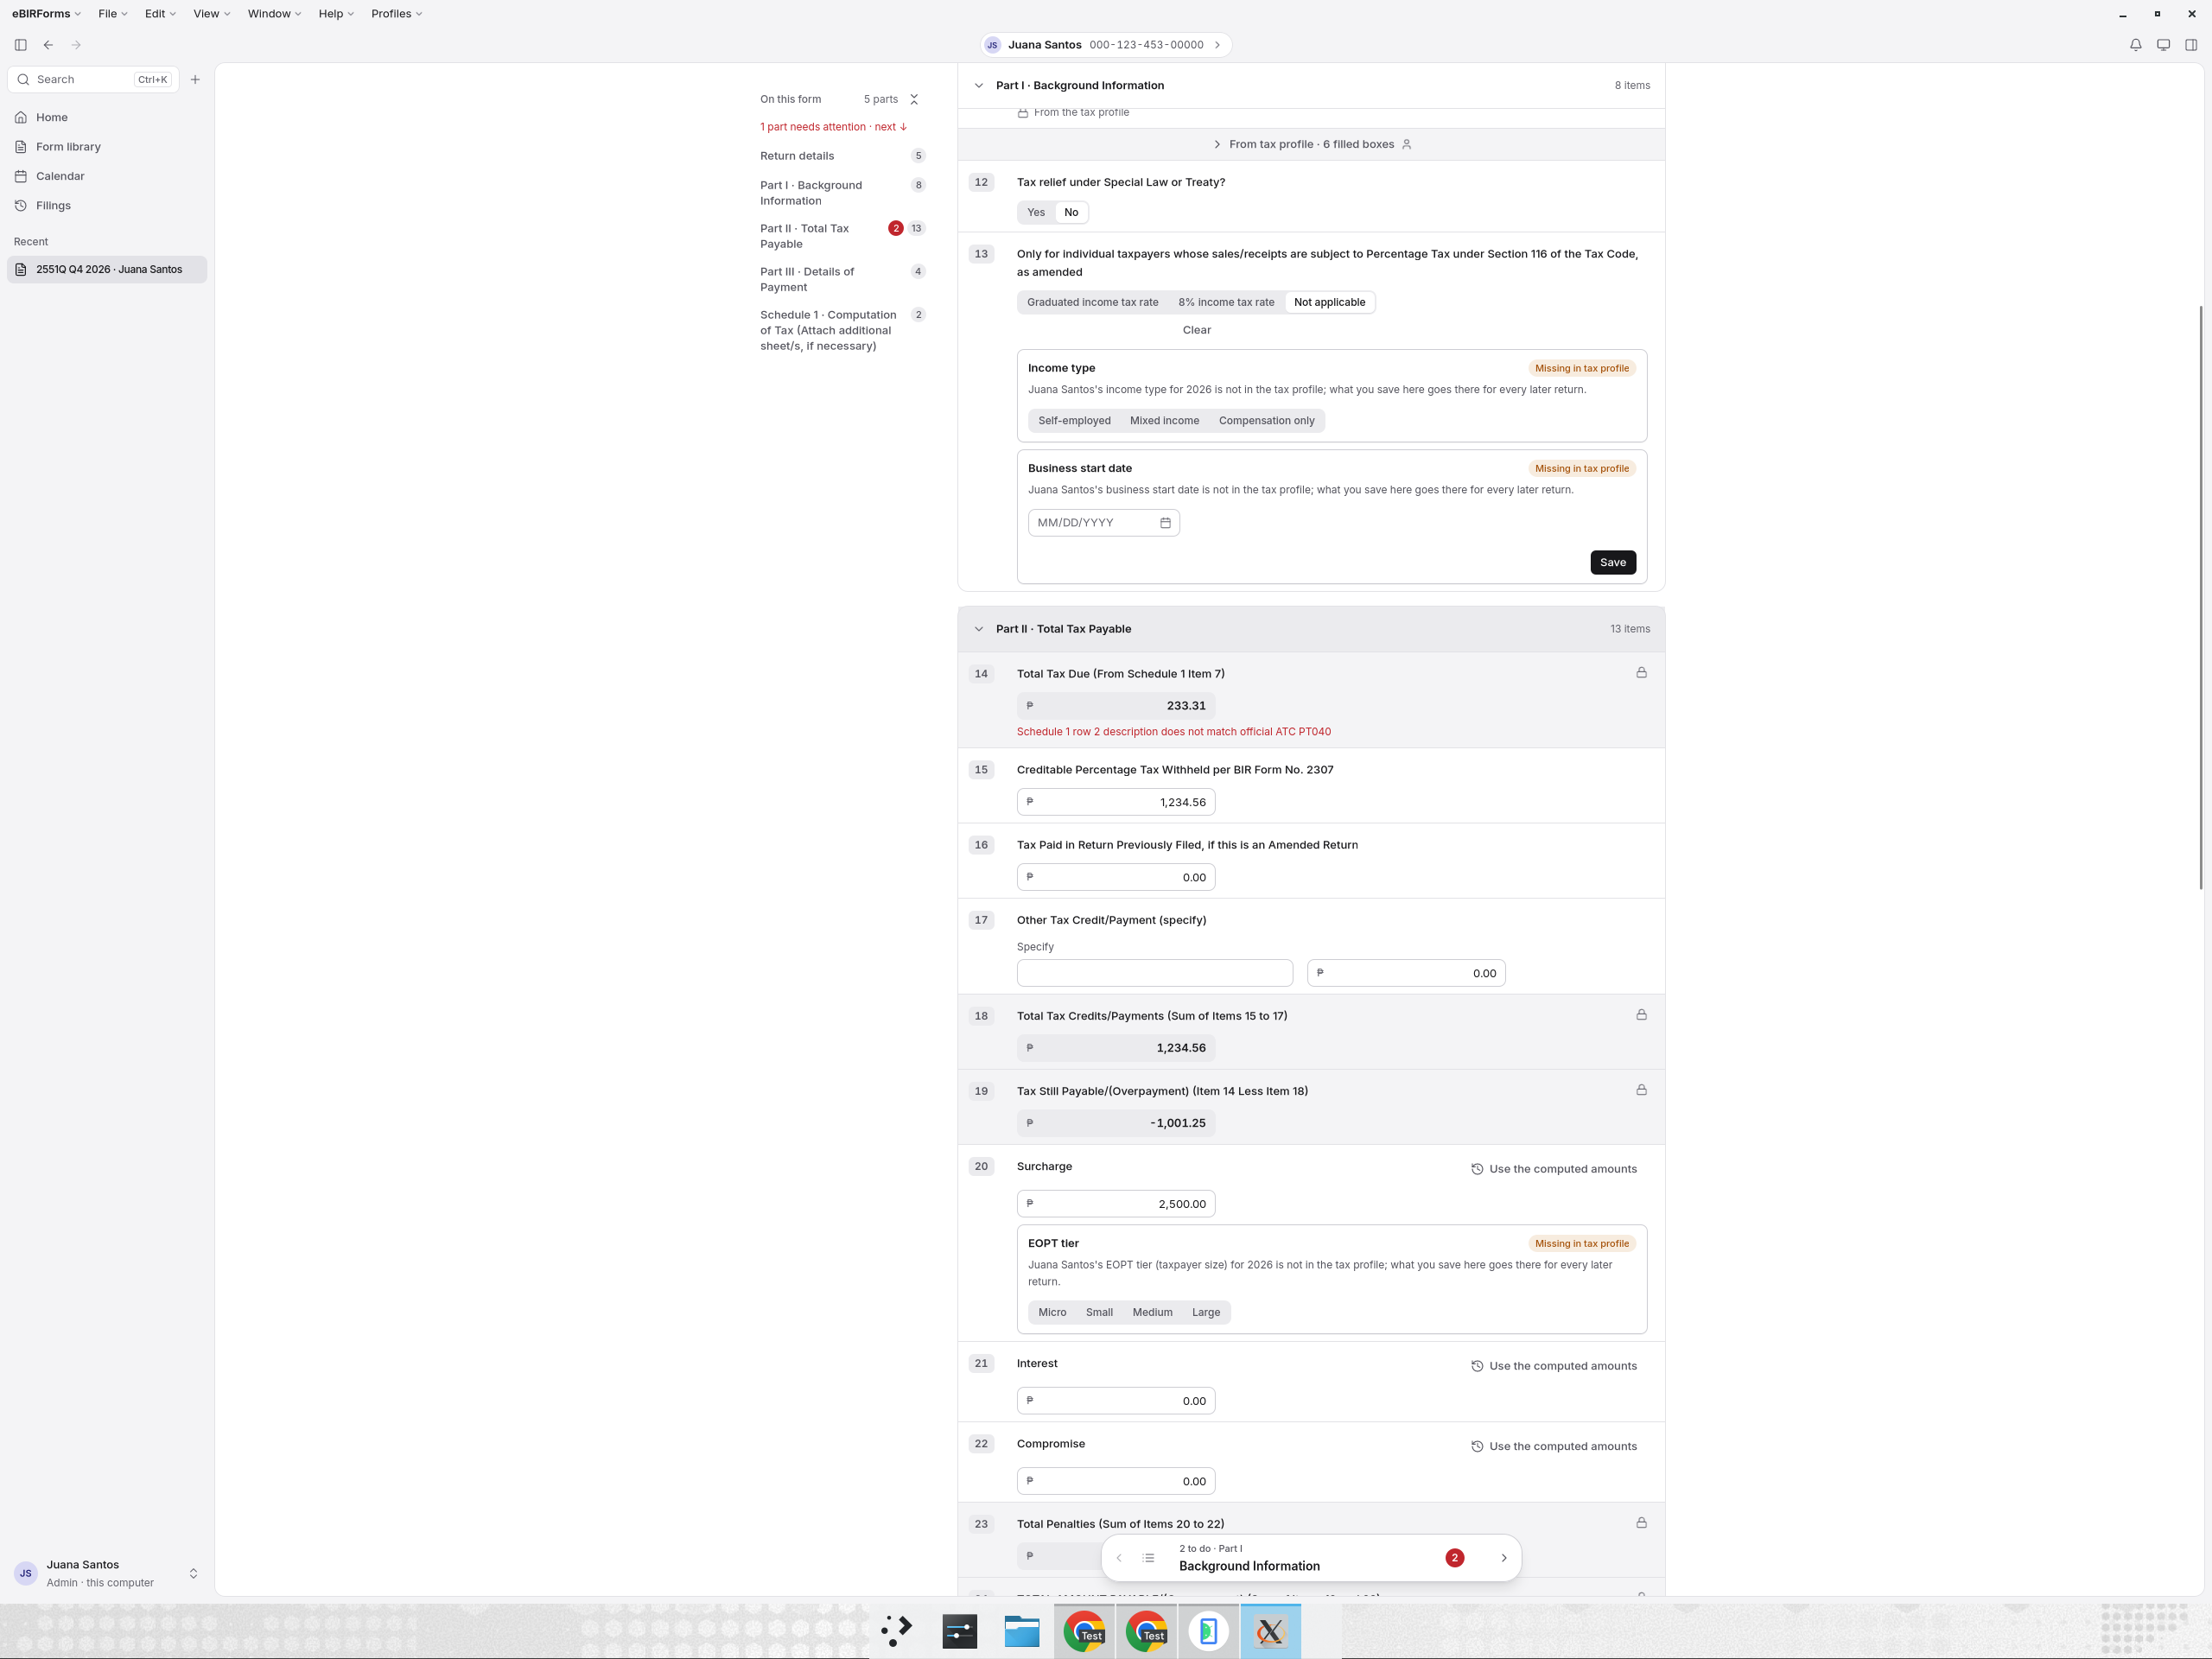 eBIRForms File Edit View Window Help Profiles
JS Juana Santos 000-123-453-00000
Search Ctrl+K
Home
Form library
Calendar
Filings
Recent
2551Q Q4 2026 · Juana Santos
On this form 5 parts
1 part needs attention · next ↓
Return details 5
Part I · Background 8
Information
Part II · Total Tax 2 13
Payable
Part III · Details of 4
Payment
Schedule 1 · Computation 2
of Tax (Attach additional
sheet/s, if necessary)
Part I · Background Information 8 items
From the tax profile
From tax profile · 6 filled boxes
12 Tax relief under Special Law or Treaty?
Yes No
13 Only for individual taxpayers whose sales/receipts are subject to Percentage Tax under Section 116 of the Tax Code,
as amended
Graduated income tax rate 8% income tax rate Not applicable
Clear
Income type Missing in tax profile
Juana Santos's income type for 2026 is not in the tax profile; what you save here goes there for every later return.
Self-employed Mixed income Compensation only
Business start date Missing in tax profile
Juana Santos's business start date is not in the tax profile; what you save here goes there for every later return.
MM/DD/YYYY
Save
Part II · Total Tax Payable 13 items
14 Total Tax Due (From Schedule 1 Item 7)
₱ 233.31
Schedule 1 row 2 description does not match official ATC PT040
15 Creditable Percentage Tax Withheld per BIR Form No. 2307
₱ 1,234.56
16 Tax Paid in Return Previously Filed, if this is an Amended Return
₱ 0.00
17 Other Tax Credit/Payment (specify)
Specify
₱ 0.00
18 Total Tax Credits/Payments (Sum of Items 15 to 17)
₱ 1,234.56
19 Tax Still Payable/(Overpayment) (Item 14 Less Item 18)
₱ -1,001.25
20 Surcharge Use the computed amounts
₱ 2,500.00
EOPT tier Missing in tax profile
Juana Santos's EOPT tier (taxpayer size) for 2026 is not in the tax profile; what you save here goes there for every later
return.
Micro Small Medium Large
21 Interest Use the computed amounts
₱ 0.00
22 Compromise Use the computed amounts
₱ 0.00
23 Total Penalties (Sum of Items 20 to 22)
₱
2 to do · Part I
Background Information 2
JS Juana Santos
Admin · this computer
Test Test